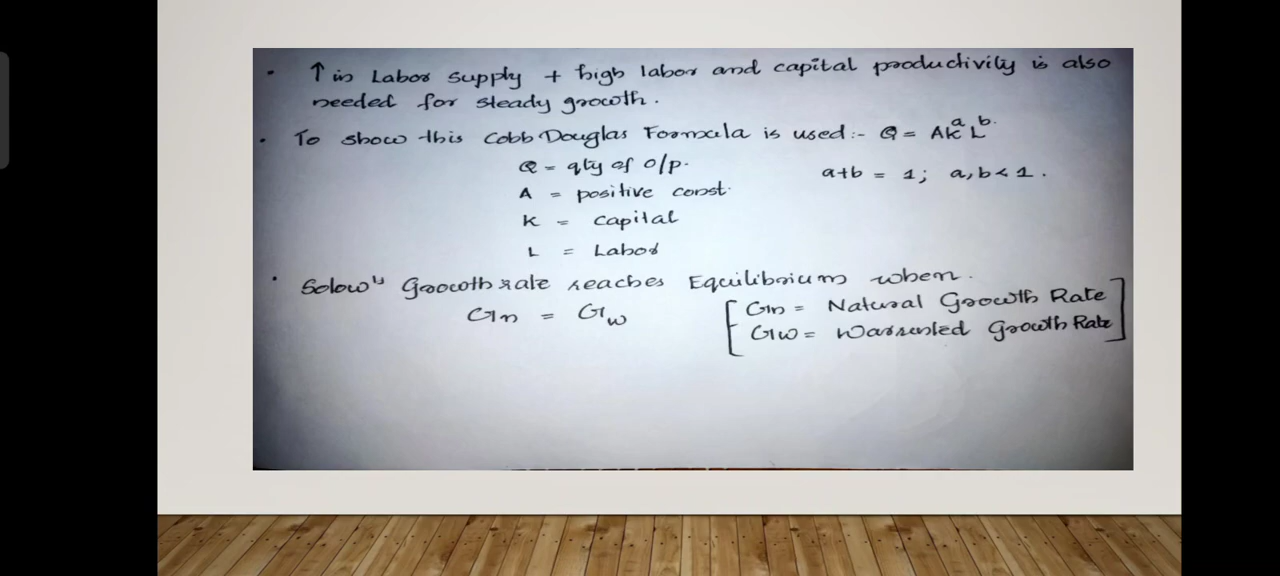 • ↑ in Labor supply + high labor and capital productivity is also
needed for steady growth.
• To show this Cobb Douglas Formula is used :- Q = AK^a L^b.
Q = qty of o/p.
a+b = 1; a, b < 1.
A = positive const.
K = capital
L = Labor
• Solow's Growth rate reaches Equilibrium when.
Gn = Gw
[Gn = Natural Growth Rate
Gw = Warrented Growth Rate]